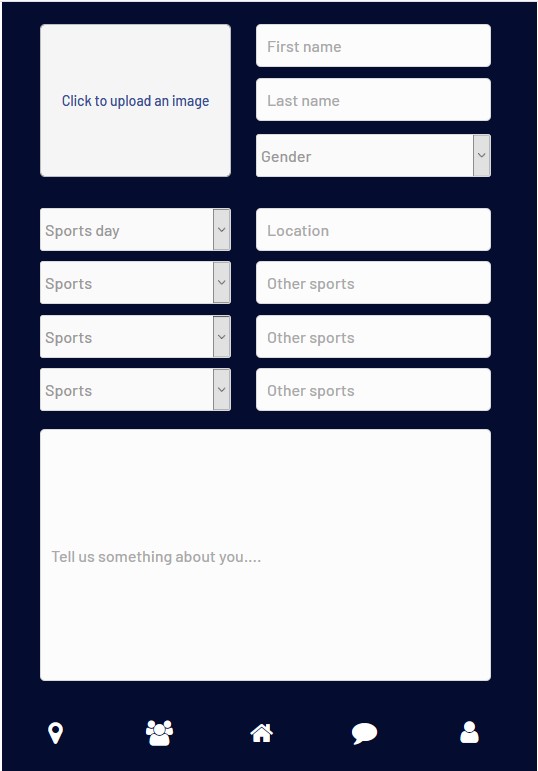 Click to upload an image
First name
Last name
Gender
Sports day
Location
Sports
Other sports
Sports
Other sports
Sports
Other sports
Tell us something about you....